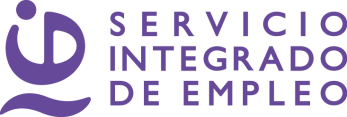 SERVICIO
INTEGRADO
DE EMPLEO